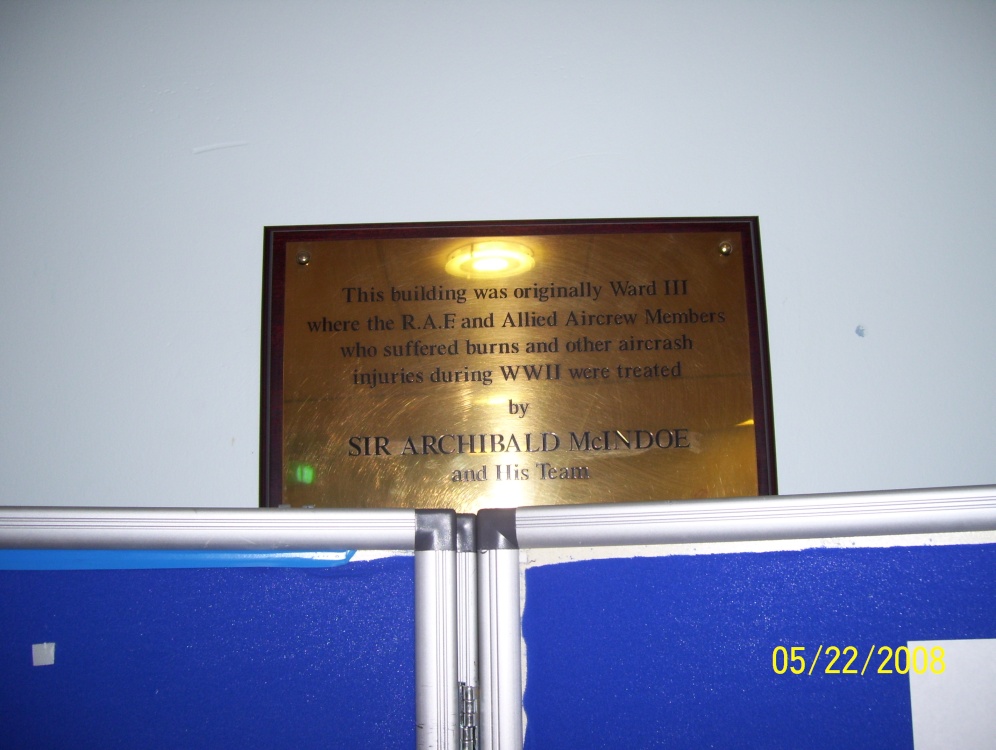 This building was originally Ward III
where the R.A.F. and Allied Aircrew Members
who suffered burns and other aircrash
injuries during WWII were treated
by
SIR ARCHIBALD McINDOE
and His Team
05/22/2008